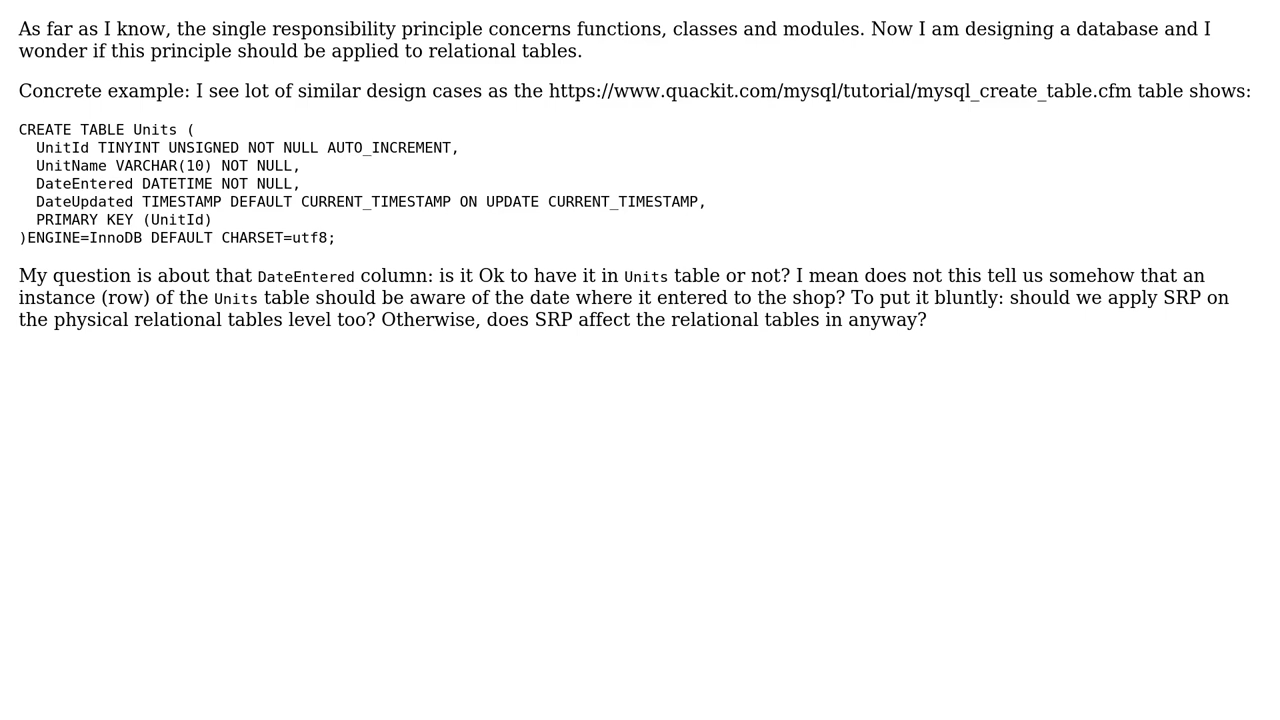 As far as I know, the single responsibility principle concerns functions, classes and modules. Now I am designing a database and I
wonder if this principle should be applied to relational tables.
Concrete example: I see lot of similar design cases as the https://www.quackit.com/mysql/tutorial/mysql_create_table.cfm table shows:
CREATE TABLE Units (
  UnitId TINYINT UNSIGNED NOT NULL AUTO_INCREMENT,
  UnitName VARCHAR(10) NOT NULL,
  DateEntered DATETIME NOT NULL,
  DateUpdated TIMESTAMP DEFAULT CURRENT_TIMESTAMP ON UPDATE CURRENT_TIMESTAMP,
  PRIMARY KEY (UnitId)
)ENGINE=InnoDB DEFAULT CHARSET=utf8;
My question is about that DateEntered column: is it Ok to have it in Units table or not? I mean does not this tell us somehow that an
instance (row) of the Units table should be aware of the date where it entered to the shop? To put it bluntly: should we apply SRP on
the physical relational tables level too? Otherwise, does SRP affect the relational tables in anyway?